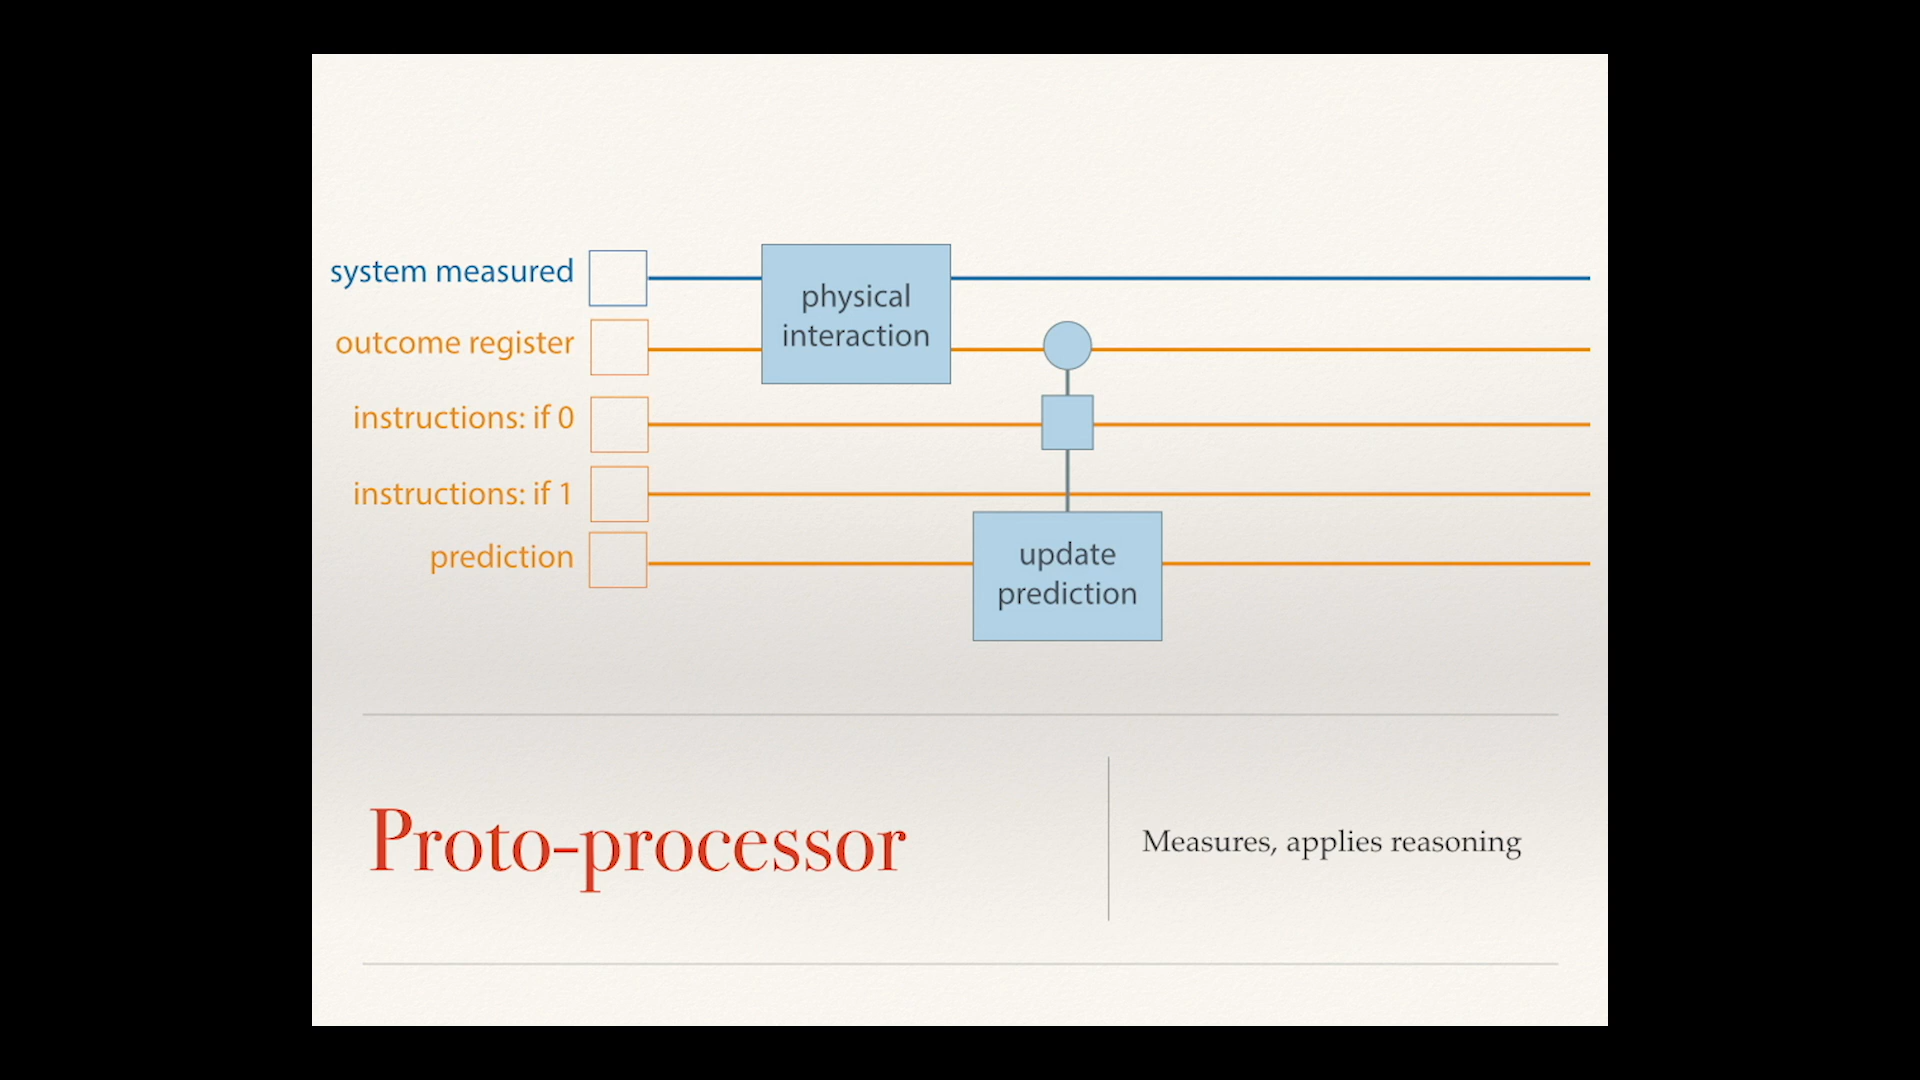 system measured
outcome register
instructions: if 0
instructions: if 1
prediction
physical
interaction
update
prediction
Proto-processor
Measures, applies reasoning